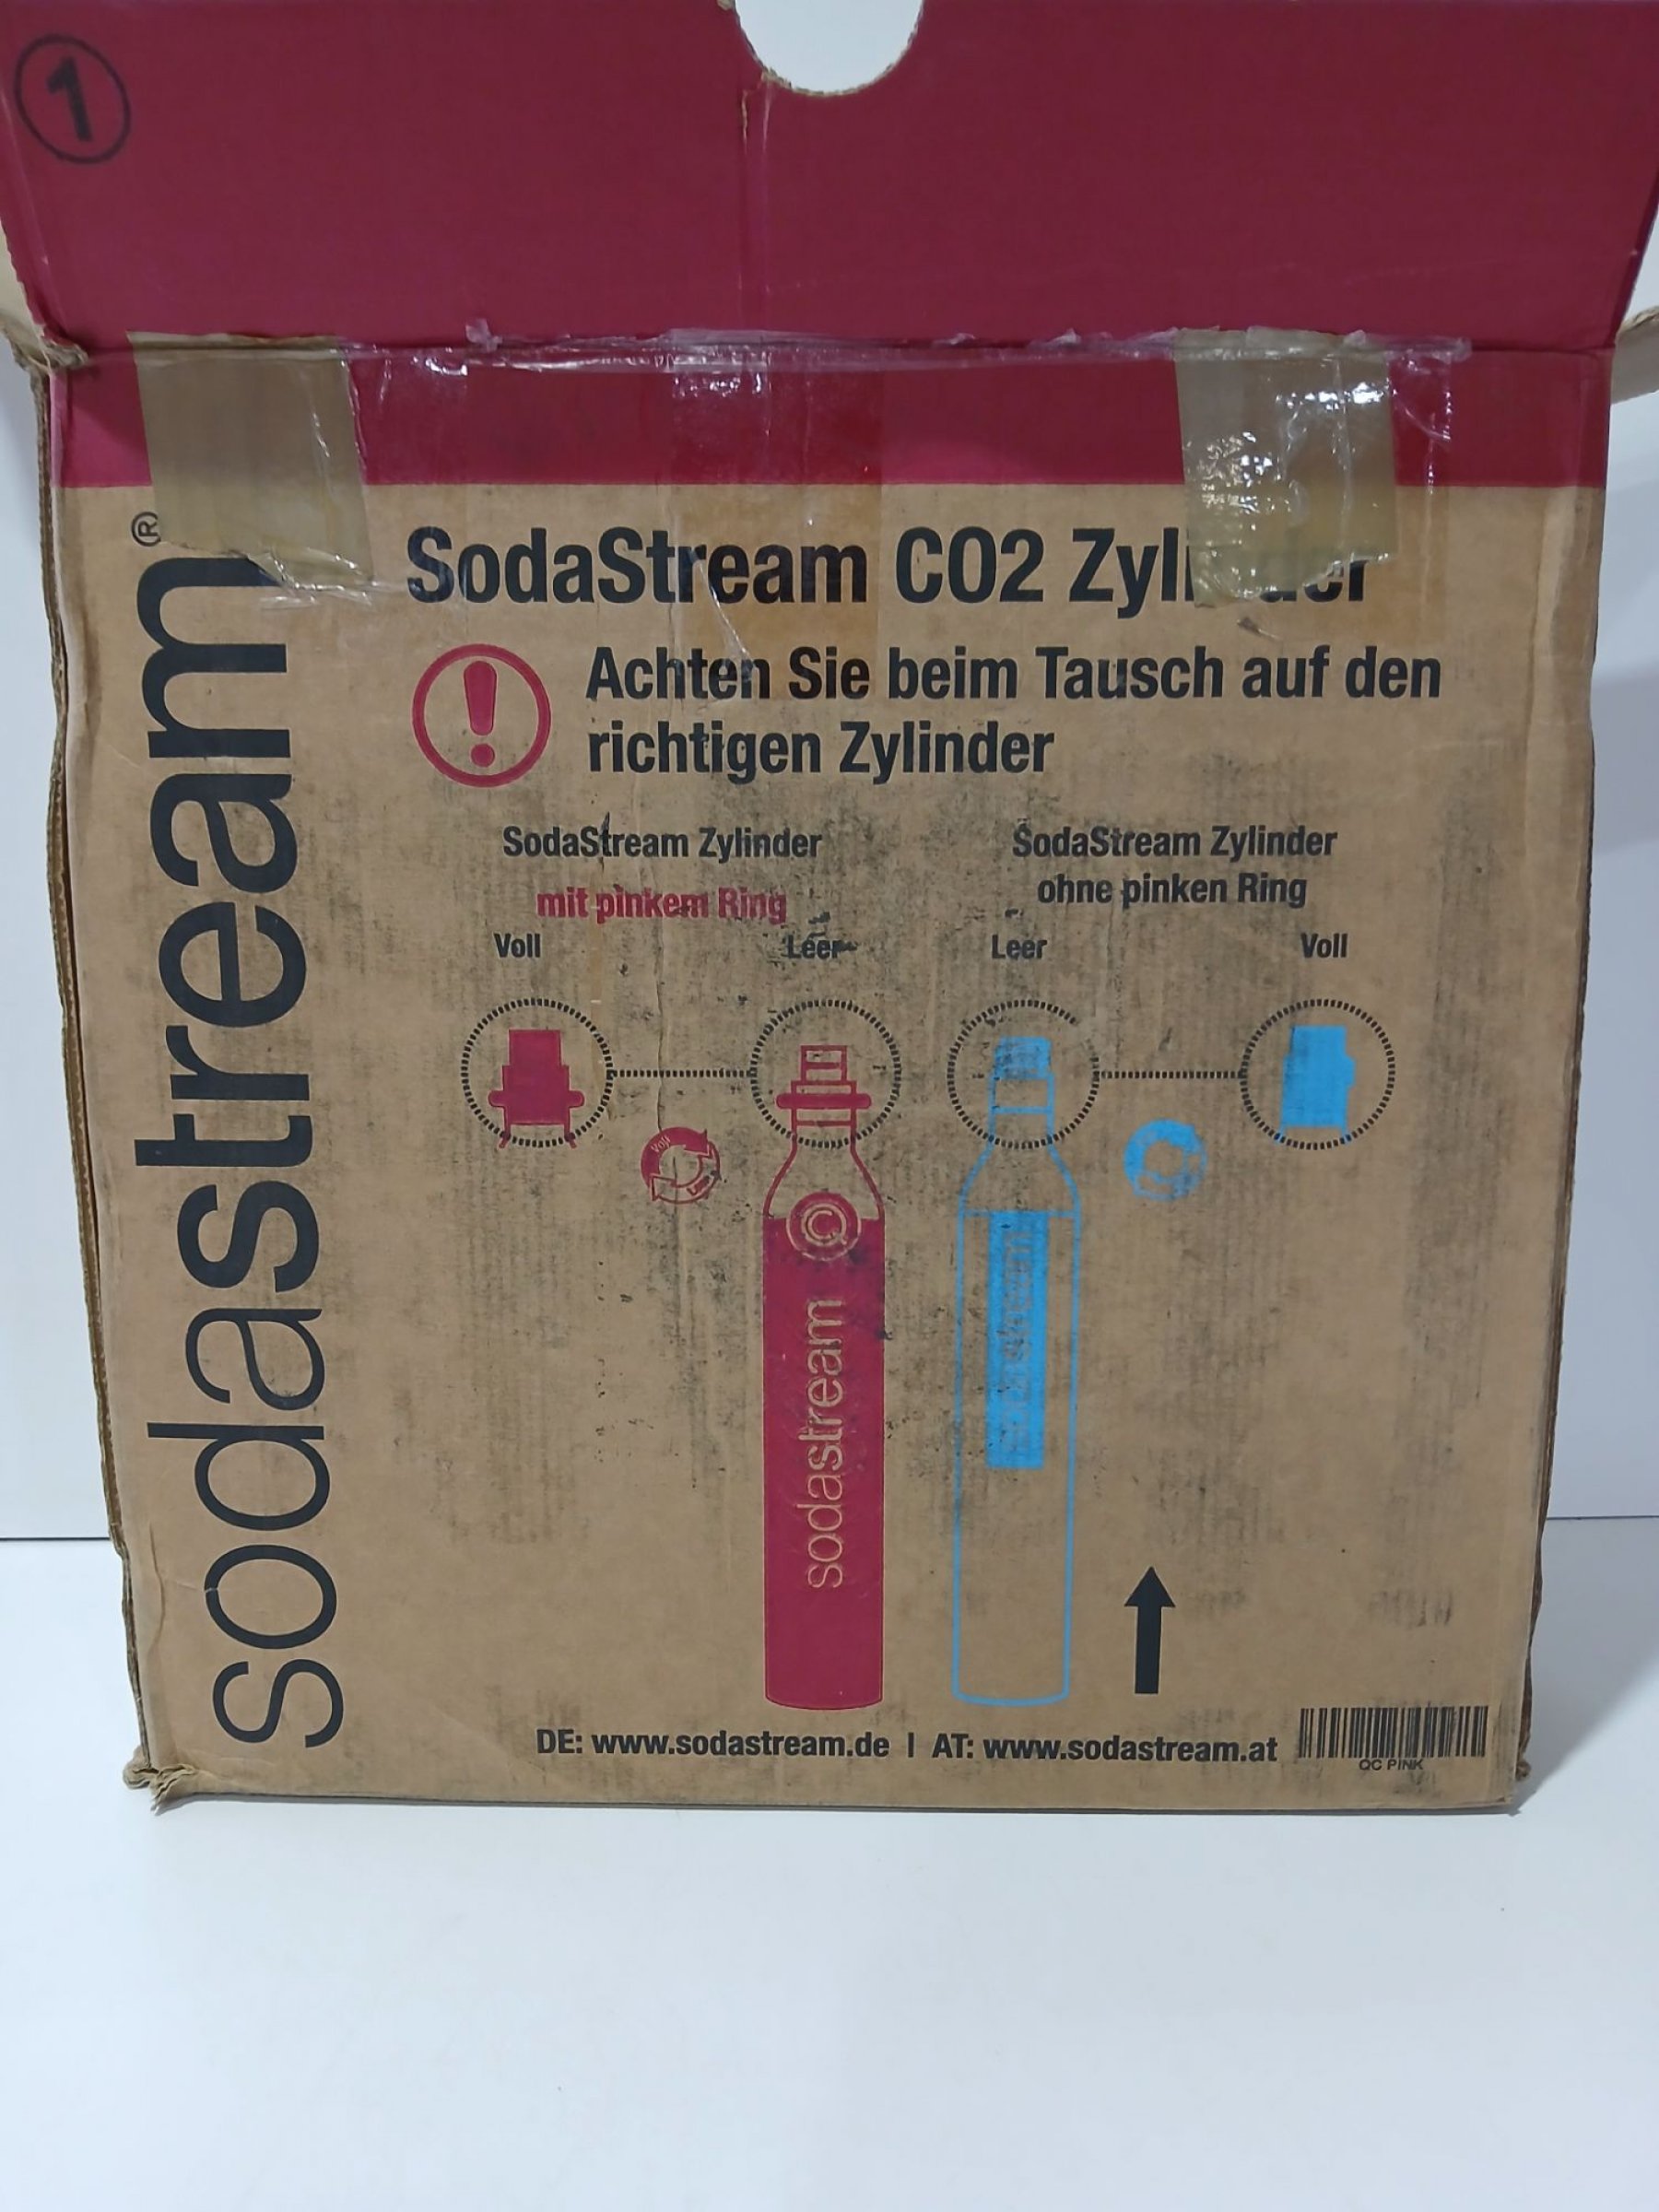 1
sodastream®
SodaStream CO2
Achten Sie beim Tausch auf den
richtigen Zylinder
SodaStream Zylinder
mit pinkem Ring
Voll
Leer
SodaStream Zylinder
ohne pinken Ring
Leer
Voll
Voll
sodastream
DE: www.sodastream.de | AT: www.sodastream.at
QC PINK